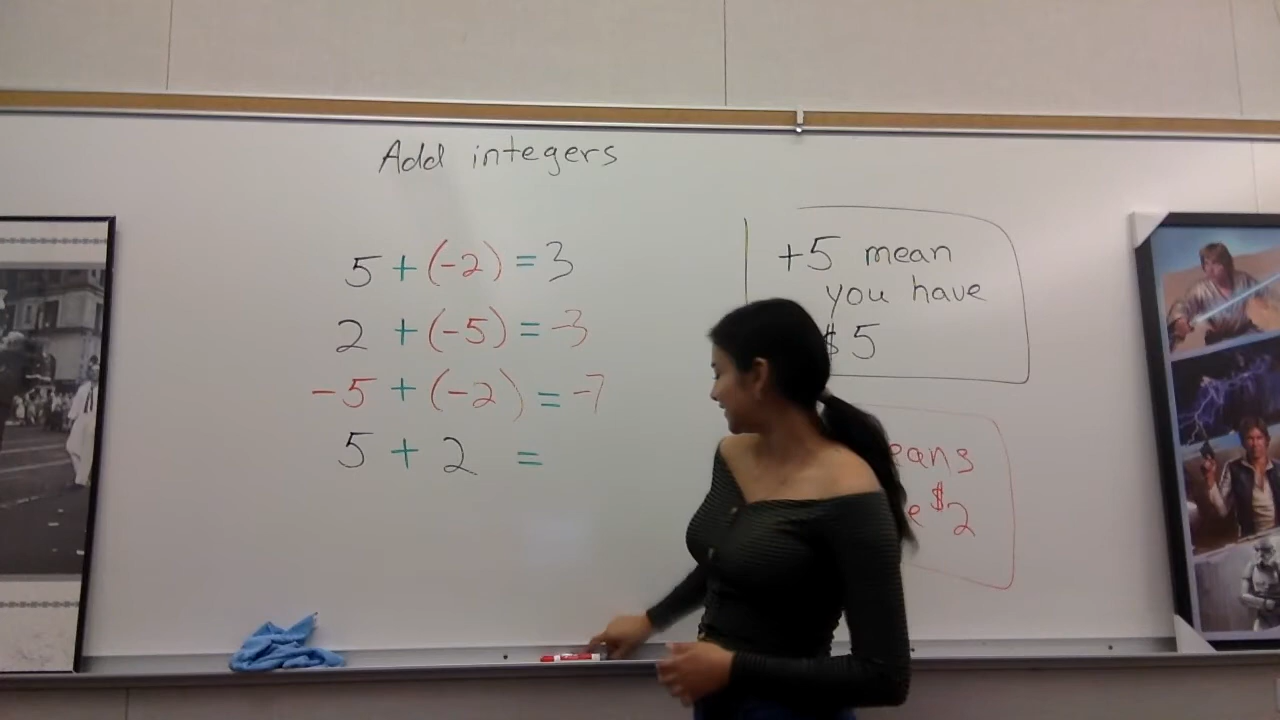 Add integers
5 + (-2) = 3
2 + (-5) = -3
-5 + (-2) = -7
5 + 2 =
+5 mean
you have
$5
$2